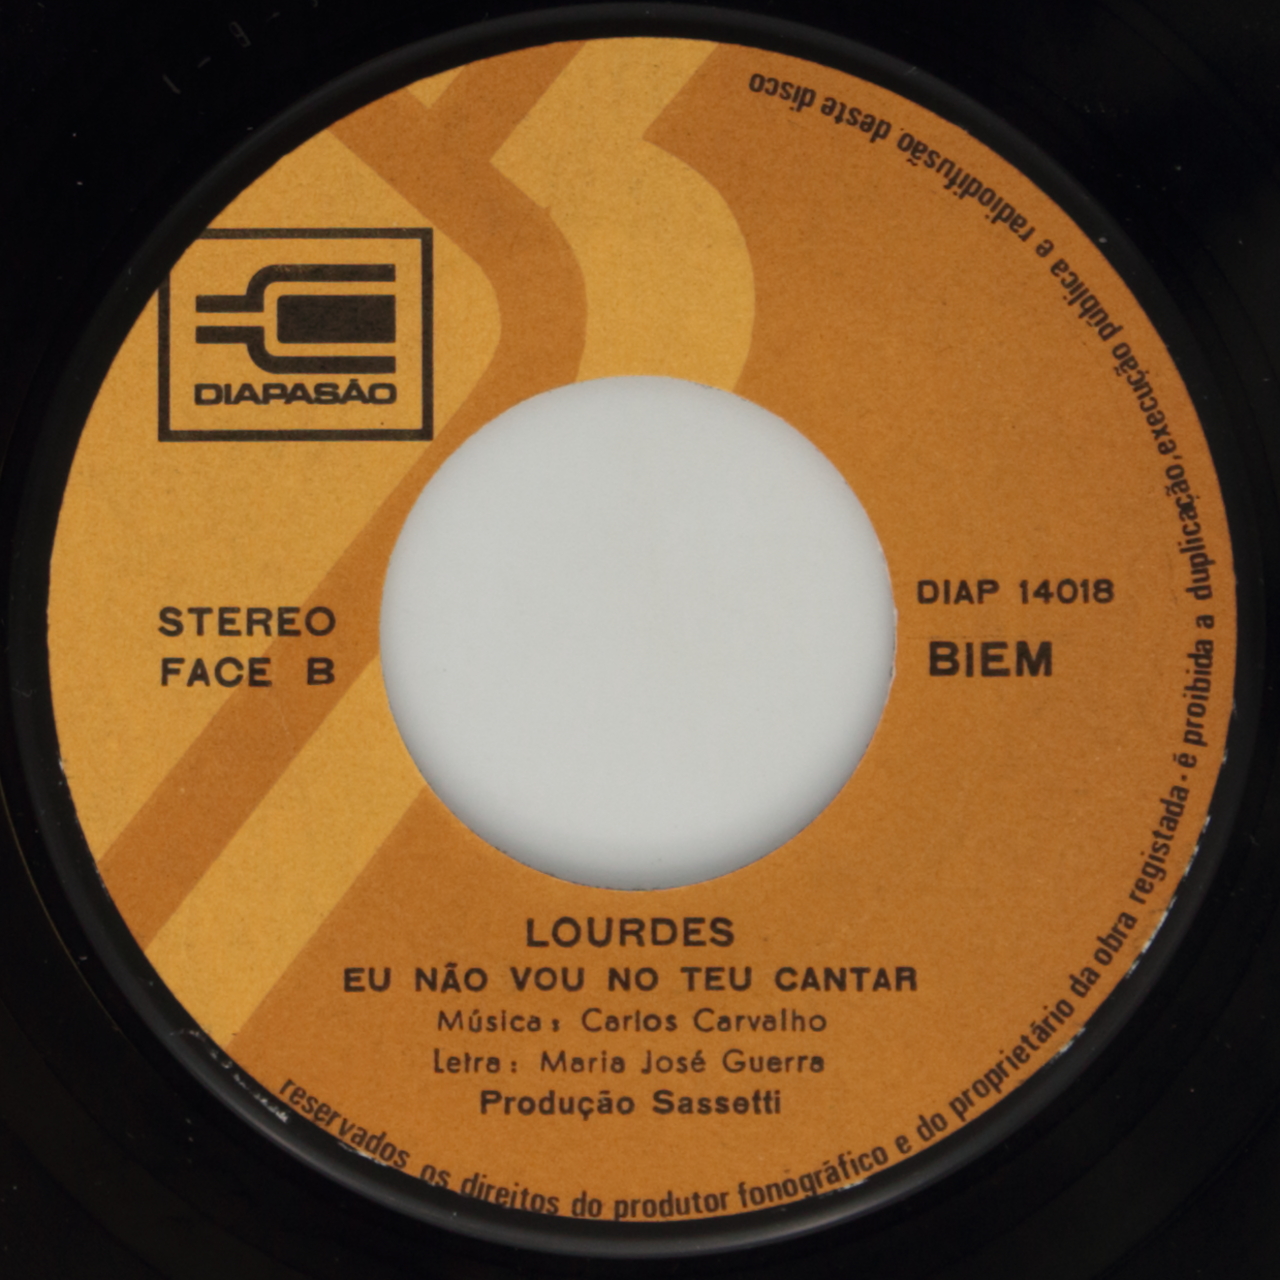 DIAPASÃO
STEREO
FACE B
DIAP 14018
BIEM
LOURDES
EU NÃO VOU NO TEU CANTAR
Música: Carlos Carvalho
Letra: Maria José Guerra
Produção Sassetti
reservados os direitos do produtor fonográfico e do proprietário da obra registada · é proibida a duplicação, execução pública e radiodifusão deste disco